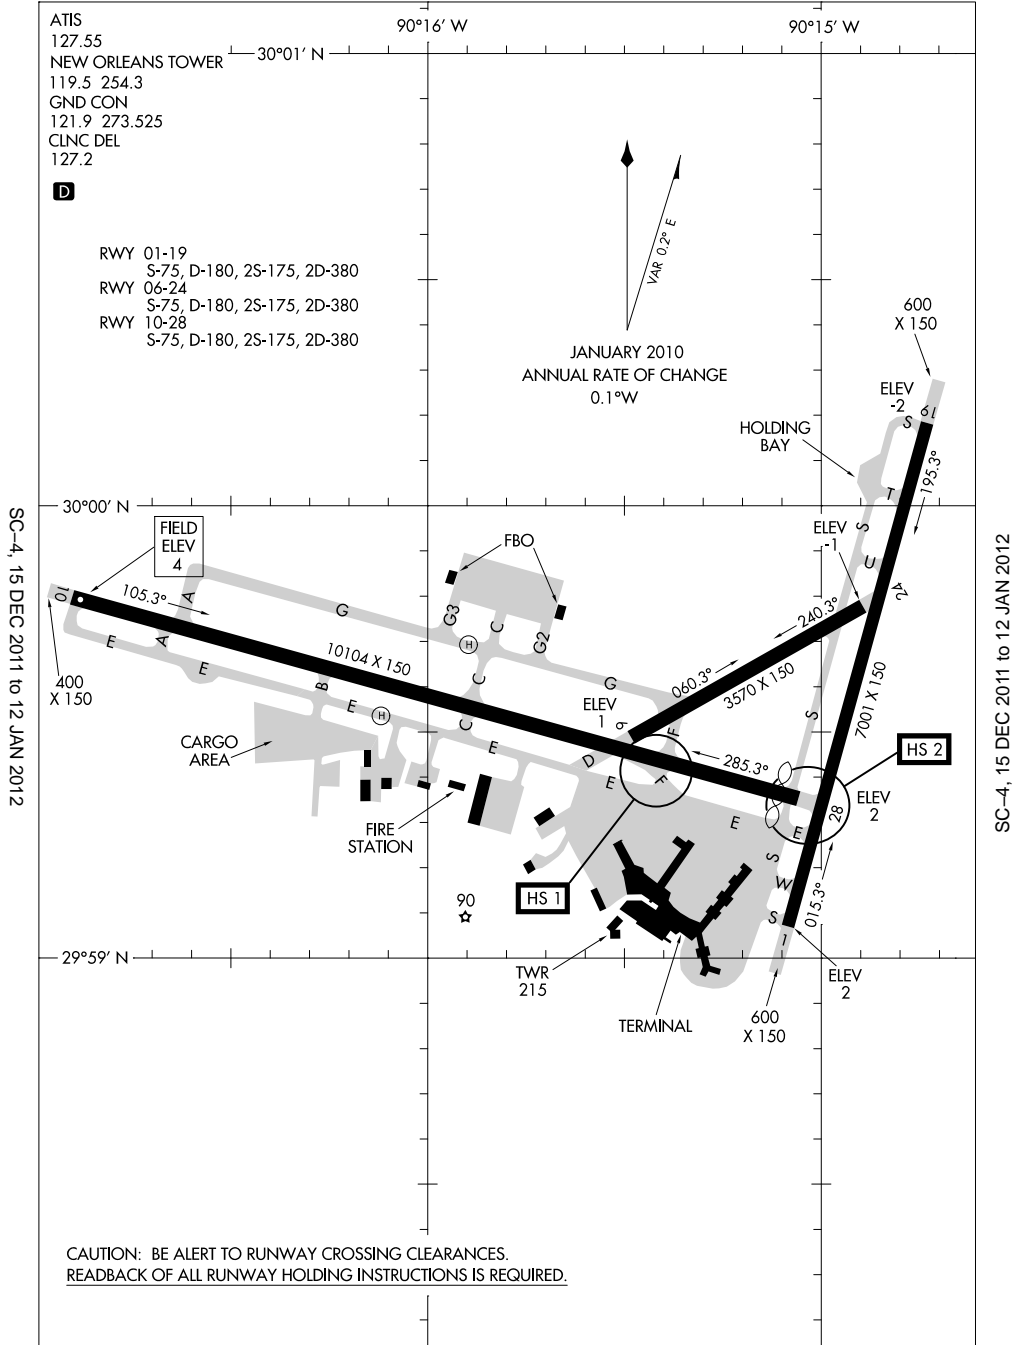 ATIS
127.55
NEW ORLEANS TOWER
119.5 254.3
GND CON
121.9 273.525
CLNC DEL
127.2
D
90°16' W
90°15' W
30°01' N
RWY 01-19
S-75, D-180, 2S-175, 2D-380
RWY 06-24
S-75, D-180, 2S-175, 2D-380
RWY 10-28
S-75, D-180, 2S-175, 2D-380
VAR 0.2° E
JANUARY 2010
ANNUAL RATE OF CHANGE
0.1°W
600
X 150
ELEV
-2
19
S
HOLDING
BAY
195.3°
T
S
U
30°00' N
FIELD
ELEV
4
FBO
ELEV
-1
24
10
105.3°
A
A
G
G3
C
G2
H
240.3°
E
E
10104 X 150
400
X 150
B
E
H
C
C
E
G
060.3°
3570 X 150
ELEV
1
6
F
D
E
F
S
7001 X 150
285.3°
HS 2
CARGO
AREA
ELEV
2
28
E
E
FIRE
STATION
S
W
S
015.3°
1
HS 1
90
29°59' N
TWR
215
TERMINAL
ELEV
2
600
X 150
SC-4, 15 DEC 2011 to 12 JAN 2012
SC-4, 15 DEC 2011 to 12 JAN 2012
CAUTION: BE ALERT TO RUNWAY CROSSING CLEARANCES.
READBACK OF ALL RUNWAY HOLDING INSTRUCTIONS IS REQUIRED.